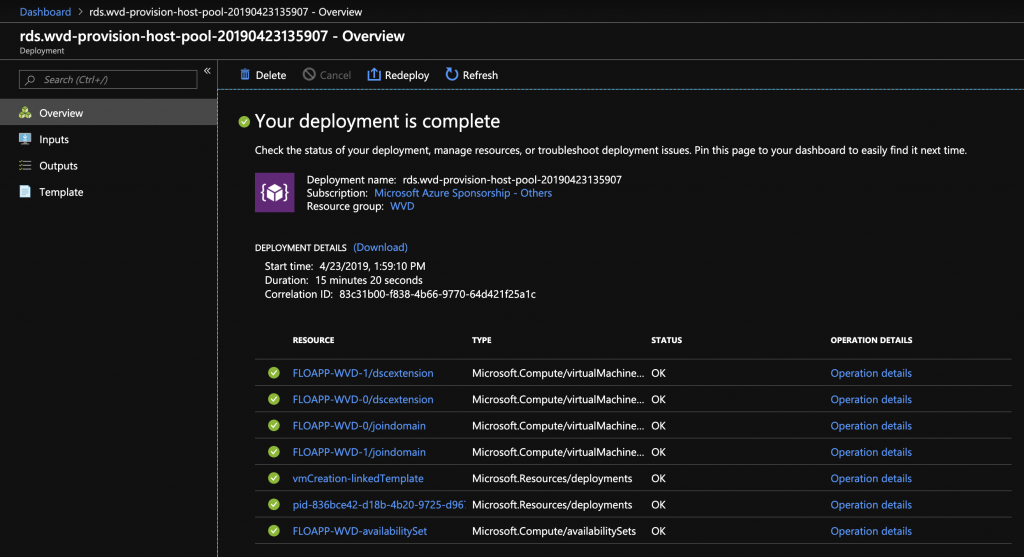 Dashboard > rds.wvd-provision-host-pool-20190423135907 - Overview
rds.wvd-provision-host-pool-20190423135907 - Overview
Deployment
Search (Ctrl+/)
«
Overview
Inputs
Outputs
Template
Delete Cancel Redeploy Refresh
Your deployment is complete
Check the status of your deployment, manage resources, or troubleshoot deployment issues. Pin this page to your dashboard to easily find it next time.
Deployment name: rds.wvd-provision-host-pool-20190423135907
Subscription: Microsoft Azure Sponsorship - Others
Resource group: WVD
DEPLOYMENT DETAILS (Download)
Start time: 4/23/2019, 1:59:10 PM
Duration: 15 minutes 20 seconds
Correlation ID: 83c31b00-f838-4b66-9770-64d421f25a1c
RESOURCE TYPE STATUS OPERATION DETAILS
FLOAPP-WVD-1/dscextension Microsoft.Compute/virtualMachine... OK Operation details
FLOAPP-WVD-0/dscextension Microsoft.Compute/virtualMachine... OK Operation details
FLOAPP-WVD-0/joindomain Microsoft.Compute/virtualMachine... OK Operation details
FLOAPP-WVD-1/joindomain Microsoft.Compute/virtualMachine... OK Operation details
vmCreation-linkedTemplate Microsoft.Resources/deployments OK Operation details
pid-836bce42-d18b-4b20-9725-d96 Microsoft.Resources/deployments OK Operation details
FLOAPP-WVD-availabilitySet Microsoft.Compute/availabilitySets OK Operation details